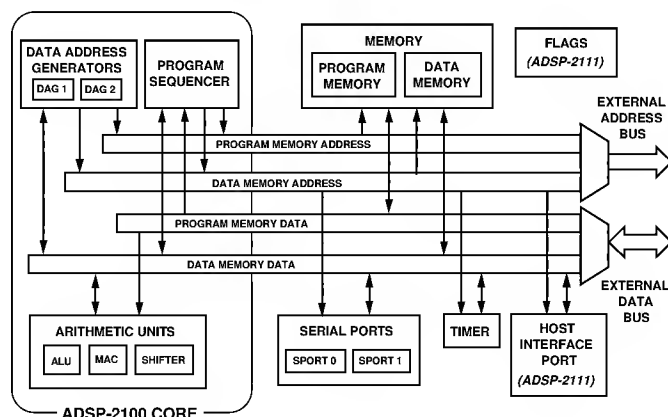 DATA ADDRESS
GENERATORS
DAG 1
DAG 2
PROGRAM
SEQUENCER
MEMORY
PROGRAM
MEMORY
DATA
MEMORY
FLAGS
(ADSP-2111)
EXTERNAL
ADDRESS
BUS
PROGRAM MEMORY ADDRESS
DATA MEMORY ADDRESS
PROGRAM MEMORY DATA
DATA MEMORY DATA
EXTERNAL
DATA
BUS
ARITHMETIC UNITS
ALU
MAC
SHIFTER
SERIAL PORTS
SPORT 0
SPORT 1
TIMER
HOST
INTERFACE
PORT
(ADSP-2111)
ADSP-2100 CORE